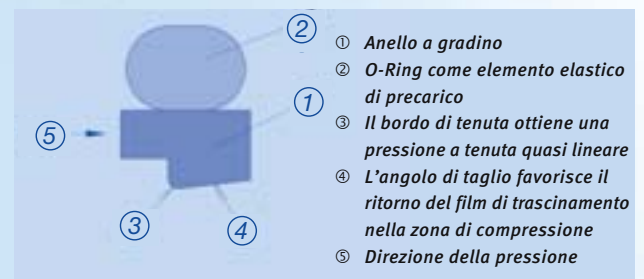 ②
①
⑤
③
④
① Anello a gradino
② O-Ring come elemento elastico
di precarico
③ Il bordo di tenuta ottiene una
pressione a tenuta quasi lineare
④ L'angolo di taglio favorisce il
ritorno del film di trascinamento
nella zona di compressione
⑤ Direzione della pressione